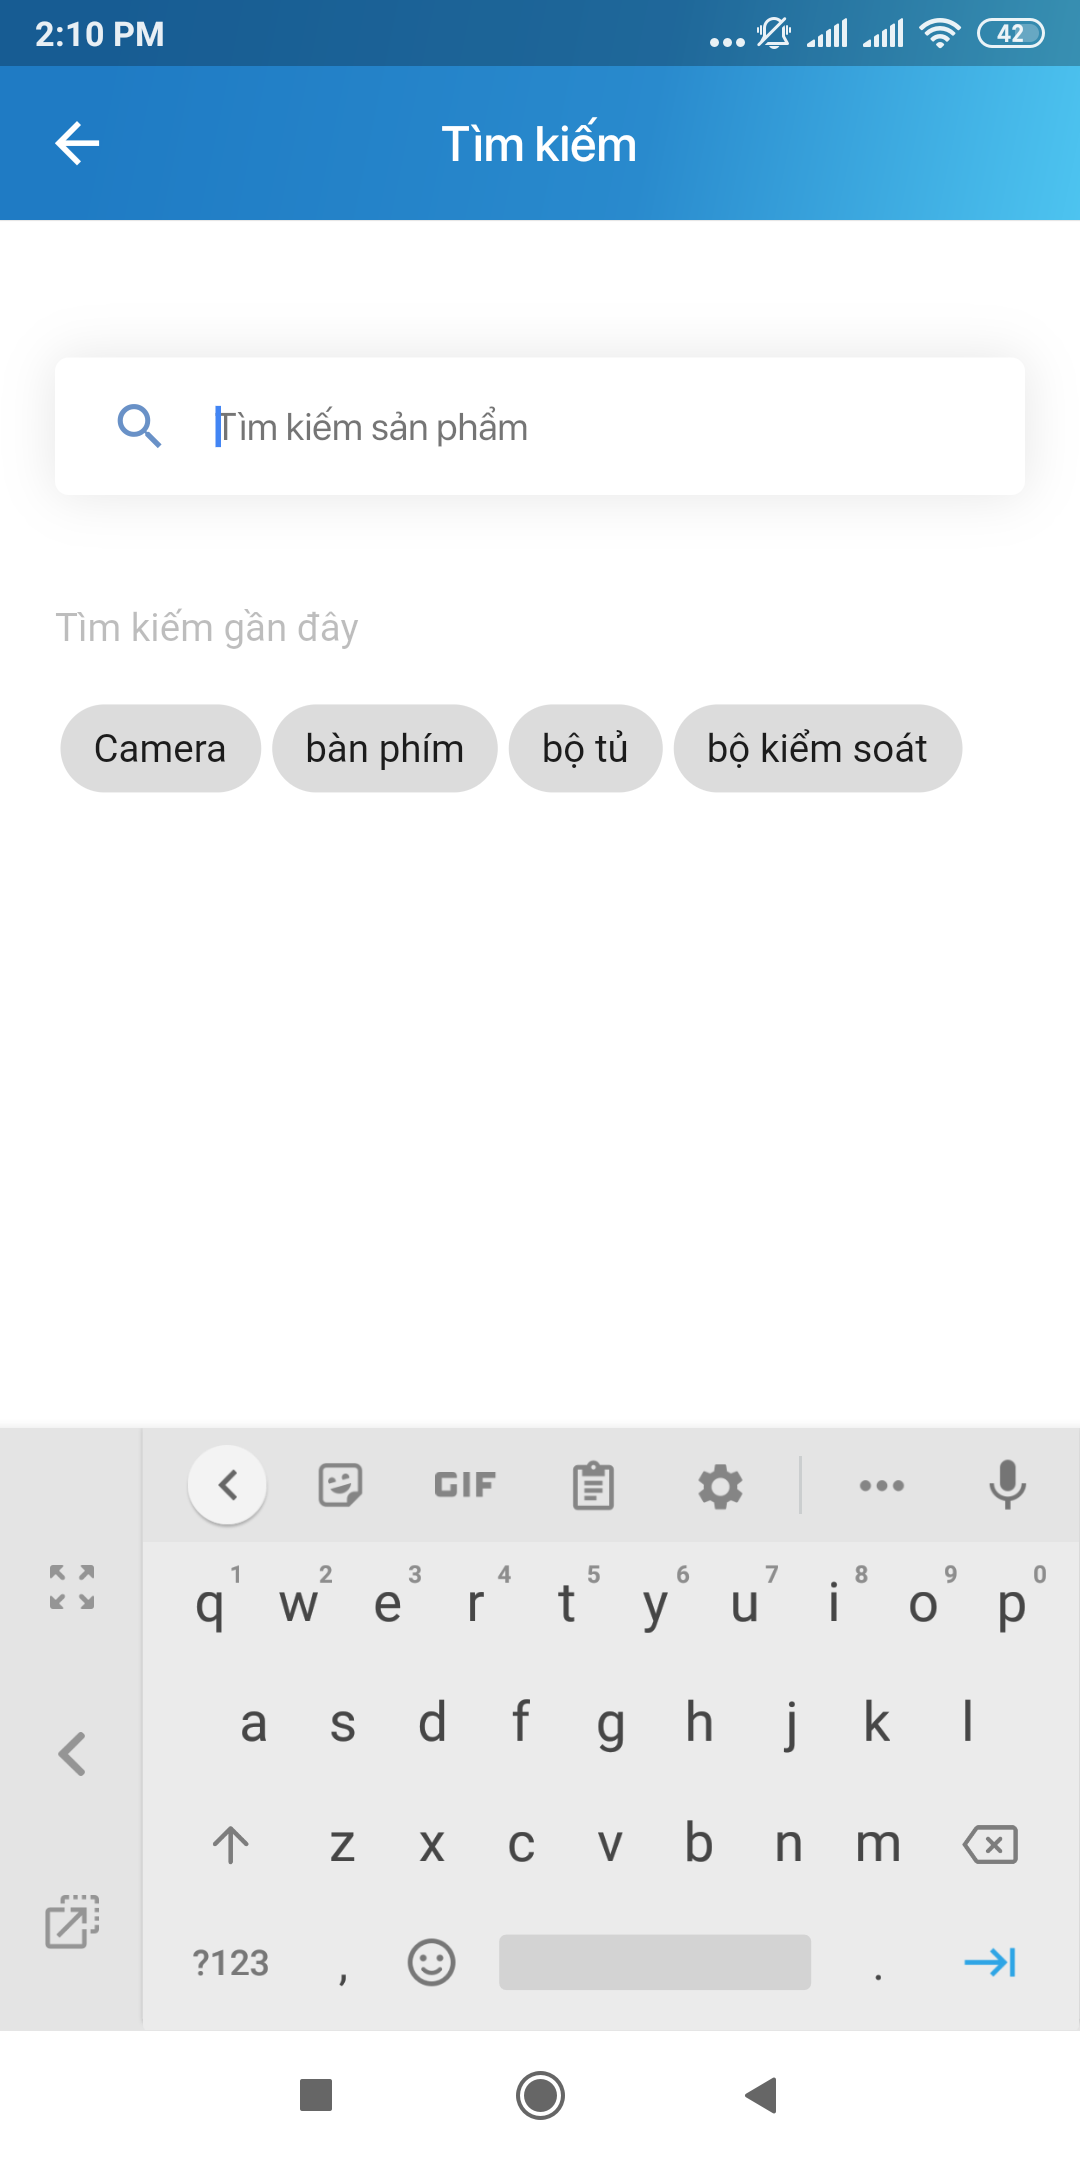 2:10 PM
42
Tìm kiếm
Tìm kiếm sản phẩm
Tìm kiếm gần đây
Camera bàn phím bộ tủ bộ kiểm soát
GIF
1 2 3 4 5 6 7 8 9 0
q w e r t y u i o p
a s d f g h j k l
z x c v b n m
?123 , .